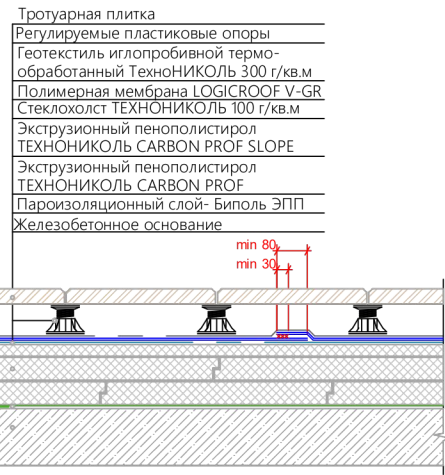 Тротуарная плитка
Регулируемые пластиковые опоры
Геотекстиль иглопробивной термо-
обработанный ТехноНИКОЛЬ 300 г/кв.м
Полимерная мембрана LOGICROOF V-GR
Стеклохолст ТЕХНОНИКОЛЬ 100 г/кв.м
Экструзионный пенополистирол
ТЕХНОНИКОЛЬ CARBON PROF SLOPE
Экструзионный пенополистирол
ТЕХНОНИКОЛЬ CARBON PROF
Пароизоляционный слой- Биполь ЭПП
Железобетонное основание
min 80
min 30